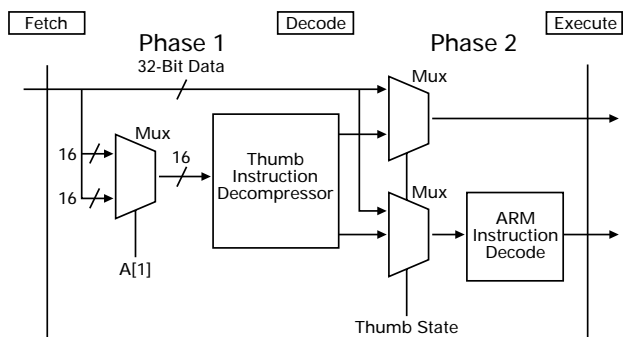 Fetch
Decode
Execute
Phase 1
Phase 2
32-Bit Data
Mux
Mux
16
16
16
Thumb
Instruction
Decompressor
Mux
ARM
Instruction
Decode
A[1]
Thumb State